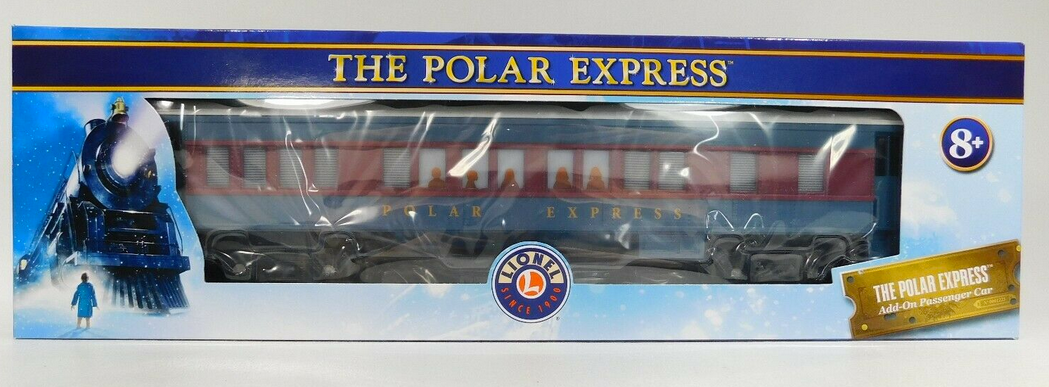 THE POLAR EXPRESS™
8+
POLAR EXPRESS
LIONEL
L
SINCE 1900
®
THE POLAR EXPRESS™
Add-On Passenger Car